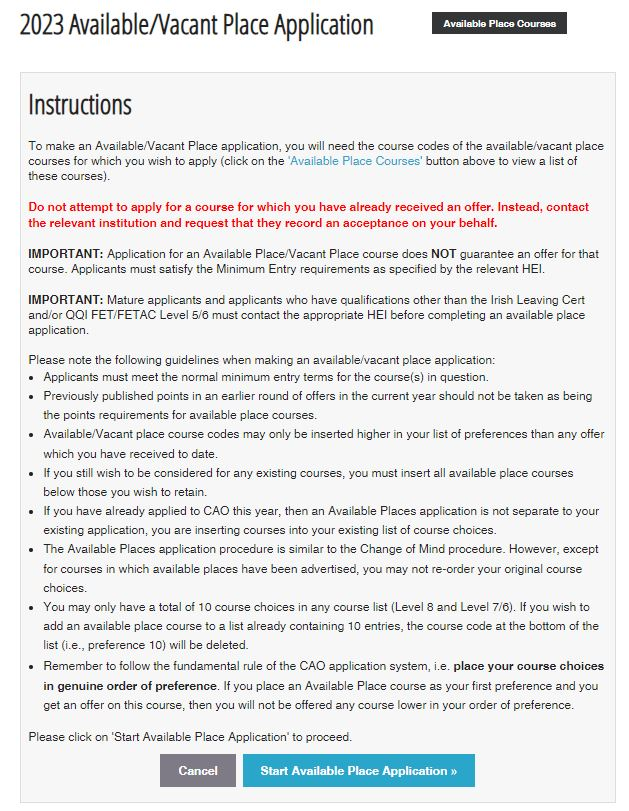 2023 Available/Vacant Place Application
Available Place Courses
Instructions
To make an Available/Vacant Place application, you will need the course codes of the available/vacant place
courses for which you wish to apply (click on the 'Available Place Courses' button above to view a list of
these courses).
Do not attempt to apply for a course for which you have already received an offer. Instead, contact
the relevant institution and request that they record an acceptance on your behalf.
IMPORTANT: Application for an Available Place/Vacant Place course does NOT guarantee an offer for that
course. Applicants must satisfy the Minimum Entry requirements as specified by the relevant HEI.
IMPORTANT: Mature applicants and applicants who have qualifications other than the Irish Leaving Cert
and/or QQI FET/FETAC Level 5/6 must contact the appropriate HEI before completing an available place
application.
Please note the following guidelines when making an available/vacant place application:
• Applicants must meet the normal minimum entry terms for the course(s) in question.
• Previously published points in an earlier round of offers in the current year should not be taken as being
the points requirements for available place courses.
• Available/Vacant place course codes may only be inserted higher in your list of preferences than any offer
which you have received to date.
• If you still wish to be considered for any existing courses, you must insert all available place courses
below those you wish to retain.
• If you have already applied to CAO this year, then an Available Places application is not separate to your
existing application, you are inserting courses into your existing list of course choices.
• The Available Places application procedure is similar to the Change of Mind procedure. However, except
for courses in which available places have been advertised, you may not re-order your original course
choices.
• You may only have a total of 10 course choices in any course list (Level 8 and Level 7/6). If you wish to
add an available place course to a list already containing 10 entries, the course code at the bottom of the
list (i.e., preference 10) will be deleted.
• Remember to follow the fundamental rule of the CAO application system, i.e. place your course choices
in genuine order of preference. If you place an Available Place course as your first preference and you
get an offer on this course, then you will not be offered any course lower in your order of preference.
Please click on 'Start Available Place Application' to proceed.
Cancel
Start Available Place Application »